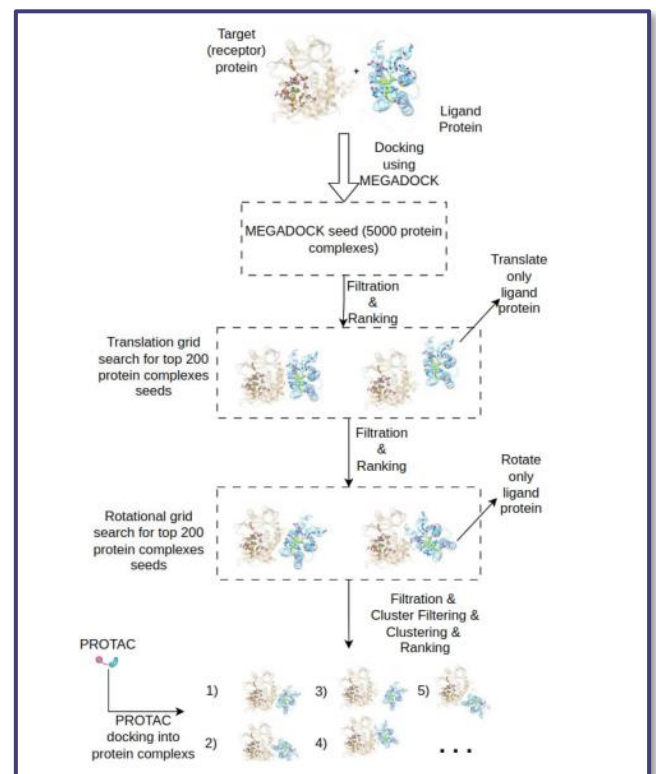 Target
(receptor)
protein
+
Ligand
Protein
Docking
using
MEGADOCK
MEGADOCK seed (5000 protein
complexes)
Filtration
&
Ranking
Translate
only
ligand
protein
Translation grid
search for top 200
protein complexes
seeds
Filtration
&
Ranking
Rotate
only
ligand
protein
Rotational grid
search for top 200
protein complexes
seeds
Filtration &
Cluster Filtering &
Clustering &
Ranking
PROTAC
PROTAC
docking into
protein complexs
1) 3) 5)
2) 4) . . .